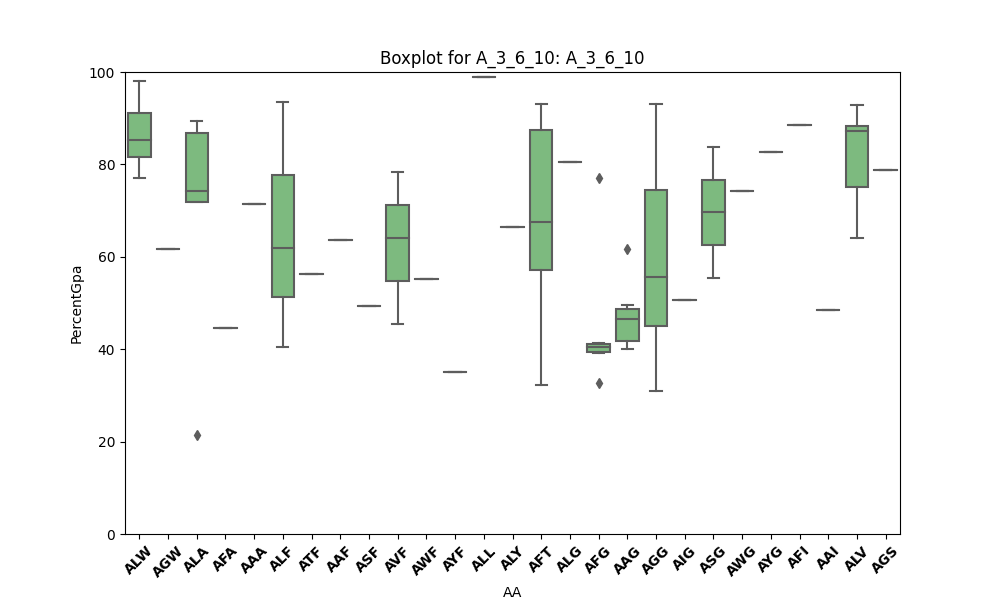 Boxplot for A_3_6_10: A_3_6_10
100
80
60
40
20
0
PercentGpa
ALW AGW ALA AFA AAA ALF ATF AAF ASF AVF AWF AYF ALL ALY AFT ALG AFG AAG AGG AIG ASG AWG AYG AFI AAI ALV AGS
AA